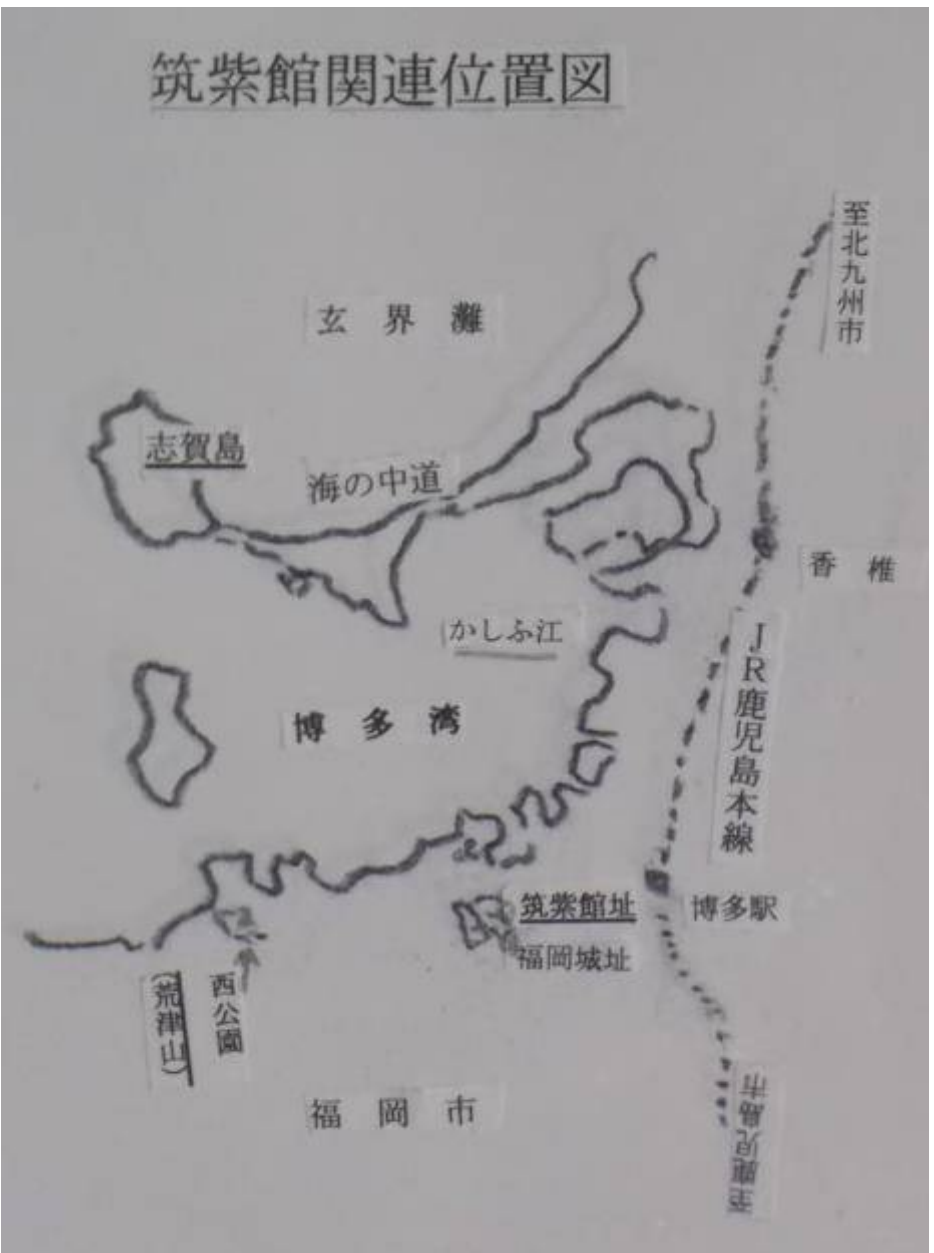 筑紫館関連位置図
至北九州市
玄界灘
志賀島
海の中道
香椎
かしふ江
JR鹿児島本線
博多湾
筑紫館址
博多駅
福岡城址
西公園
(荒津山)
福岡市
至鹿児島市